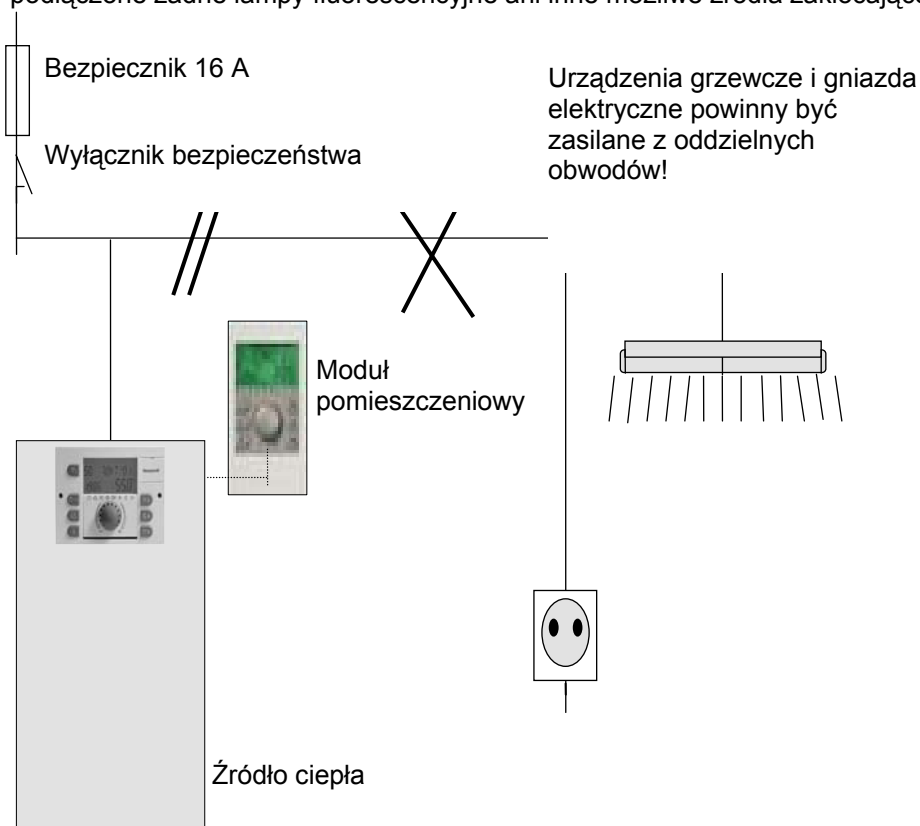 Bezpiecznik 16 A
Wyłącznik bezpieczeństwa
Urządzenia grzewcze i gniazda
elektryczne powinny być
zasilane z oddzielnych
obwodów!
Moduł
pomieszczeniowy
Źródło ciepła